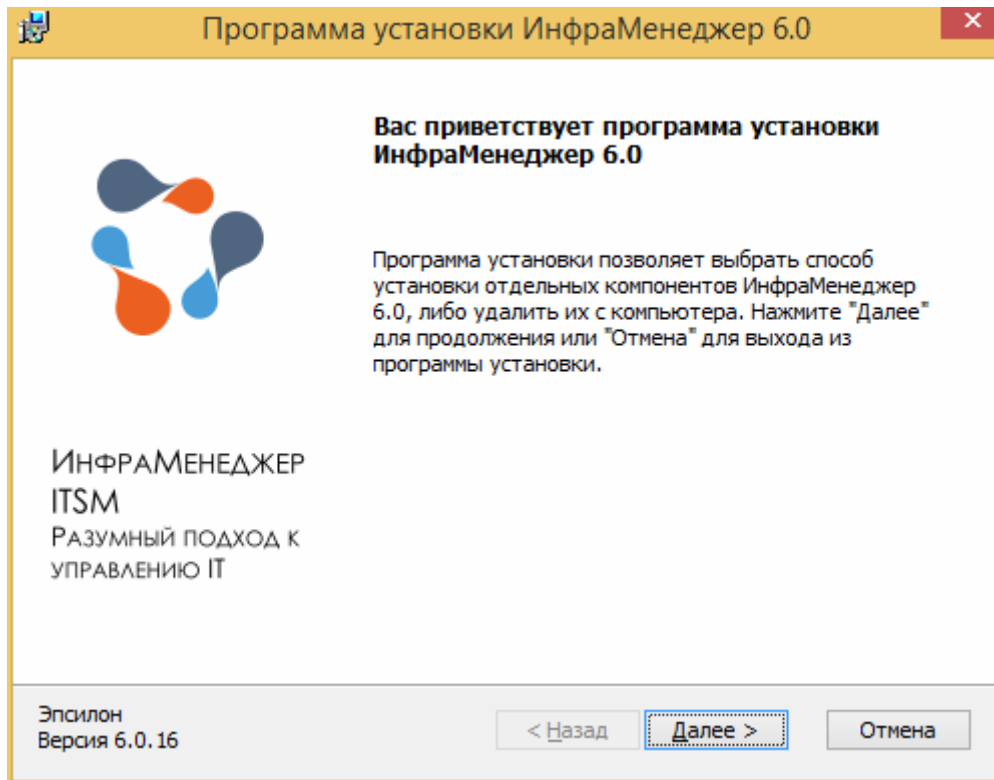 Программа установки ИнфраМенеджер 6.0
Вас приветствует программа установки
ИнфраМенеджер 6.0
Программа установки позволяет выбрать способ
установки отдельных компонентов ИнфраМенеджер
6.0, либо удалить их с компьютера. Нажмите "Далее"
для продолжения или "Отмена" для выхода из
программы установки.
ИнфраМенеджер
ITSM
Разумный подход к
управлению IT
Эпсилон
Версия 6.0.16
< Назад
Далее >
Отмена